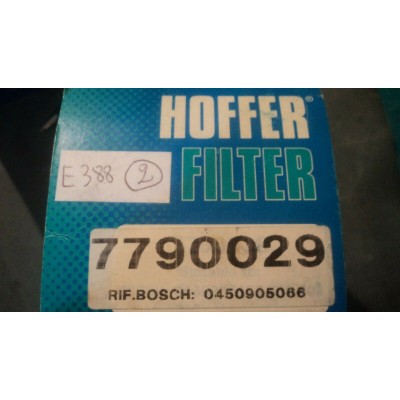 HOFFER®
E388 2
FILTER
7790029
RIF.BOSCH: 0450905066